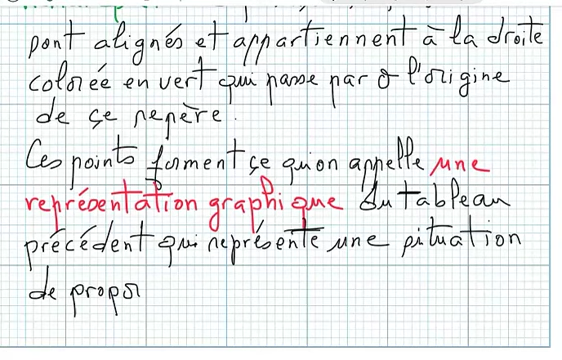 sont alignés et appartiennent à la droite
colorée en vert qui passe par O l'origine
de ce repère.
Ces points forment ce qu'on appelle une
représentation graphique du tableau
précédent qui représente une situation
de propor